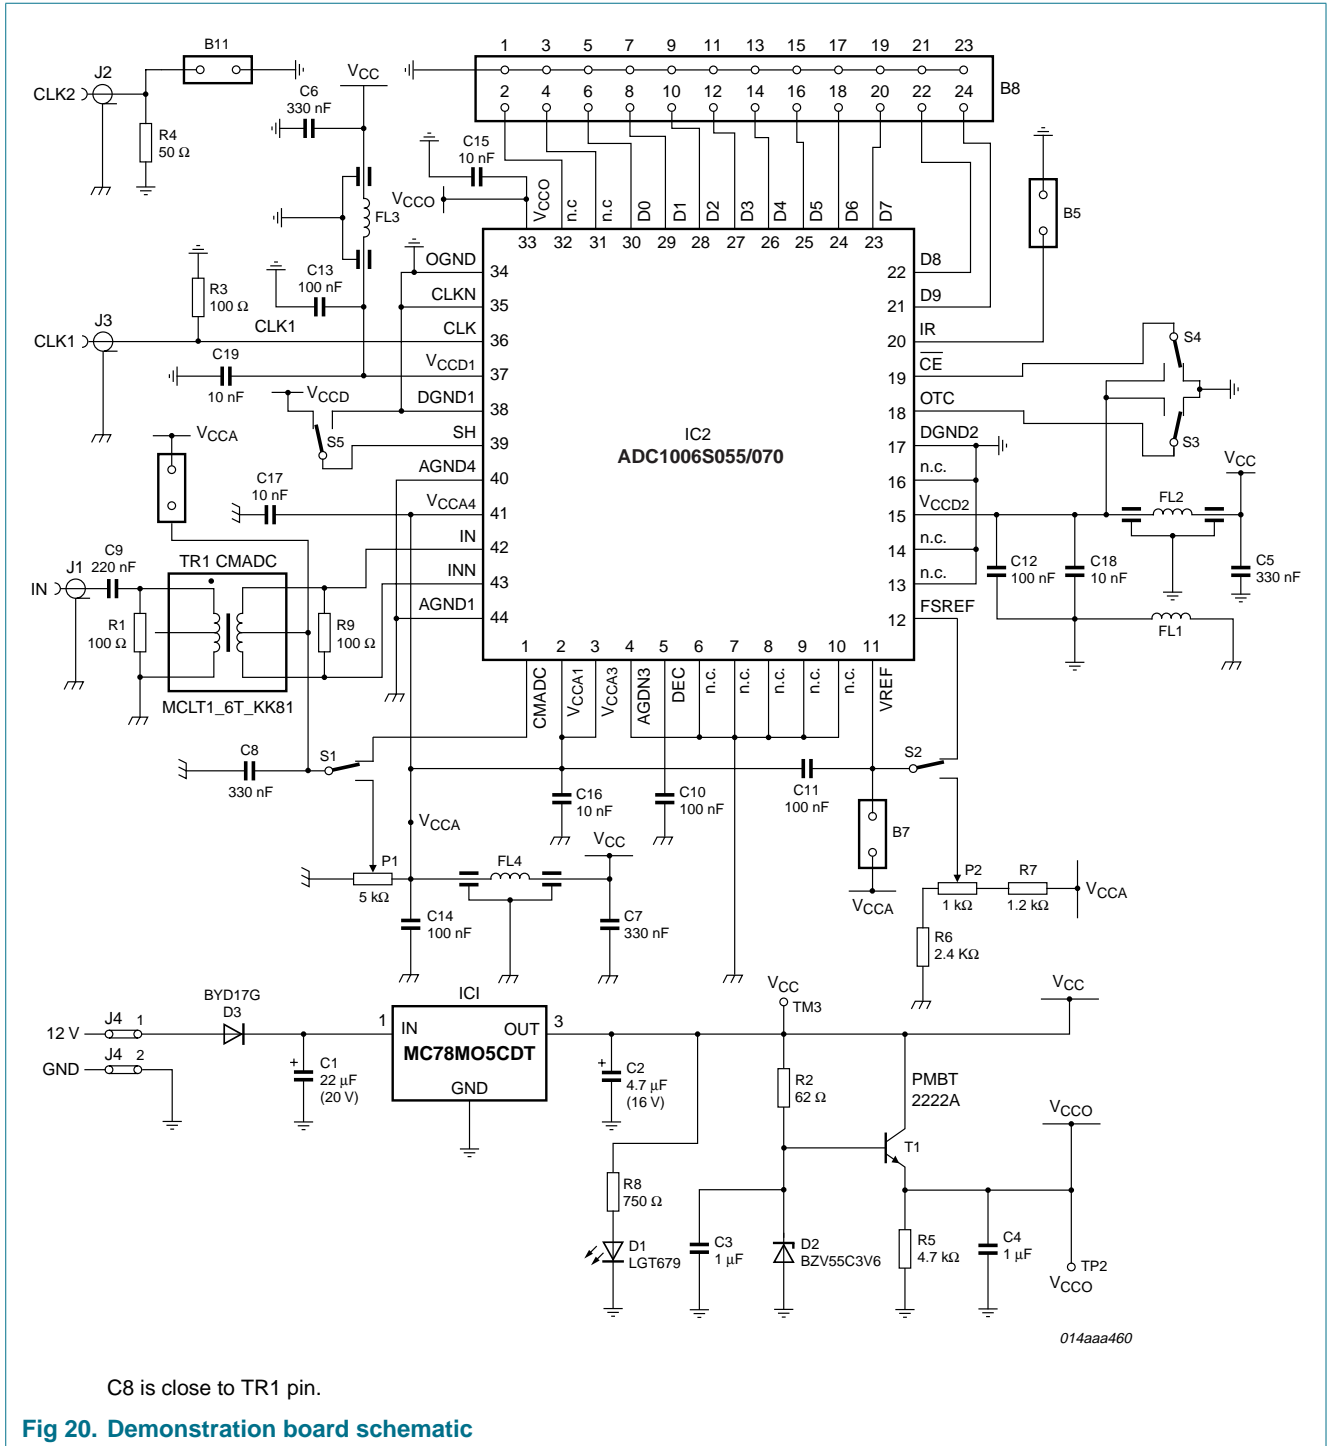 1 3 5 7 9 11 13 15 17 19 21 23
B11
J2
CLK2
VCC
C6
330 nF
2 4 6 8 10 12 14 16 18 20 22 24
B8
R4
50 Ω
C15
10 nF
VCCO
VCCO
n.c
n.c
D0
D1
D2
D3
D4
D5
D6
D7
FL3
B5
33 32 31 30 29 28 27 26 25 24 23
OGND
34
D8
22
C13
100 nF
R3
100 Ω
CLKN
35
D9
21
CLK1
J3
CLK1
CLK
36
IR
20
S4
C19
10 nF
VCCD1
37
CE
19
VCCD
DGND1
38
OTC
18
S5
SH
39
IC2
ADC1006S055/070
DGND2
17
S3
VCCA
AGND4
40
n.c.
16
VCC
C17
10 nF
VCCA4
41
VCCD2
15
FL2
IN
42
n.c.
14
C9
220 nF
TR1 CMADC
J1
IN
INN
43
n.c.
13
C12
100 nF
C18
10 nF
C5
330 nF
R1
100 Ω
R9
100 Ω
AGND1
44
FSREF
12
FL1
1 2 3 4 5 6 7 8 9 10 11
CMADC
VCCA1
VCCA3
AGDN3
DEC
n.c.
n.c.
n.c.
n.c.
n.c.
VREF
MCLT1_6T_KK81
C8
330 nF
S1
S2
C16
10 nF
C10
100 nF
C11
100 nF
B7
VCCA
VCC
P1
5 kΩ
FL4
P2
1 kΩ
R7
1.2 kΩ
VCCA
VCCA
C14
100 nF
C7
330 nF
R6
2.4 KΩ
BYD17G
D3
ICI
VCC
TM3
VCC
12 V
J4 1
1
IN
OUT
3
MC78MO5CDT
GND
GND
J4 2
C1
22 μF
(20 V)
C2
4.7 μF
(16 V)
R2
62 Ω
PMBT
2222A
VCCO
T1
R8
750 Ω
D1
LGT679
C3
1 μF
D2
BZV55C3V6
R5
4.7 kΩ
C4
1 μF
TP2
VCCO
014aaa460
C8 is close to TR1 pin.
Fig 20. Demonstration board schematic